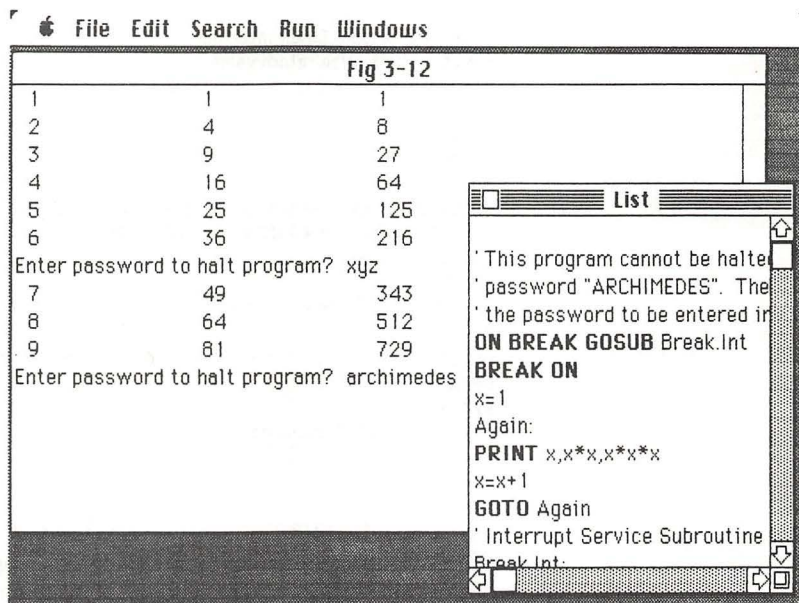 File Edit Search Run Windows
Fig 3-12
1 1 1
2 4 8
3 9 27
4 16 64
5 25 125
6 36 216
Enter password to halt program? xyz
7 49 343
8 64 512
9 81 729
Enter password to halt program? archimedes
List
' This program cannot be halted
' password "ARCHIMEDES". The
' the password to be entered in
ON BREAK GOSUB Break.Int
BREAK ON
x=1
Again:
PRINT x,x*x,x*x*x
x=x+1
GOTO Again
' Interrupt Service Subroutine
Break.Int: